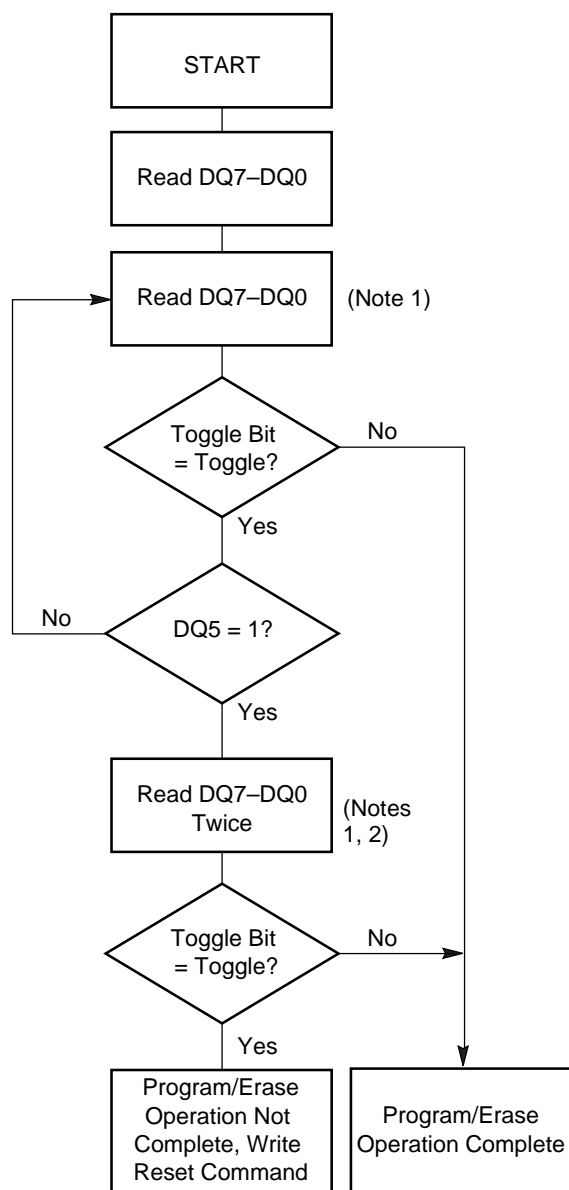 START
Read DQ7–DQ0
Read DQ7–DQ0
(Note 1)
Toggle Bit
= Toggle?
No
Yes
No
DQ5 = 1?
Yes
Read DQ7–DQ0
Twice
(Notes
1, 2)
Toggle Bit
= Toggle?
No
Yes
Program/Erase
Operation Not
Complete, Write
Reset Command
Program/Erase
Operation Complete